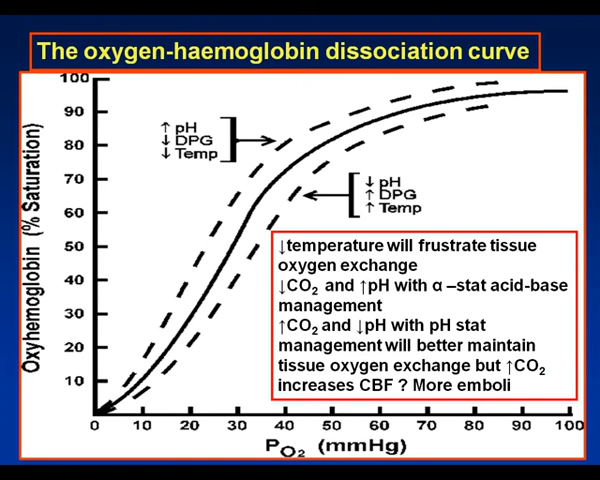 The oxygen-haemoglobin dissociation curve
100
90
80
70
60
50
40
30
20
10
Oxyhemoglobin (% Saturation)
↑ pH
↓ DPG
↓ Temp
↓ pH
↑ DPG
↑ Temp
↓temperature will frustrate tissue
oxygen exchange
↓CO₂ and ↑pH with α –stat acid-base
management
↑CO₂ and ↓pH with pH stat
management will better maintain
tissue oxygen exchange but ↑CO₂
increases CBF ? More emboli
0 10 20 30 40 50 60 70 80 90 100
PO₂ (mmHg)